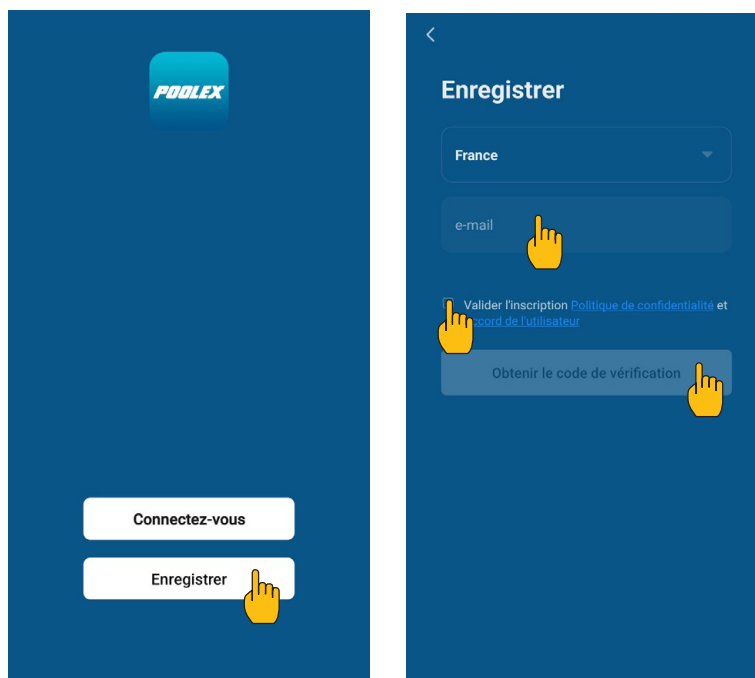 POOLEX
Connectez-vous
Enregistrer
Enregistrer
France
e-mail
Valider l'inscription Politique de confidentialité et
ccord de l'utilisateur
Obtenir le code de vérification